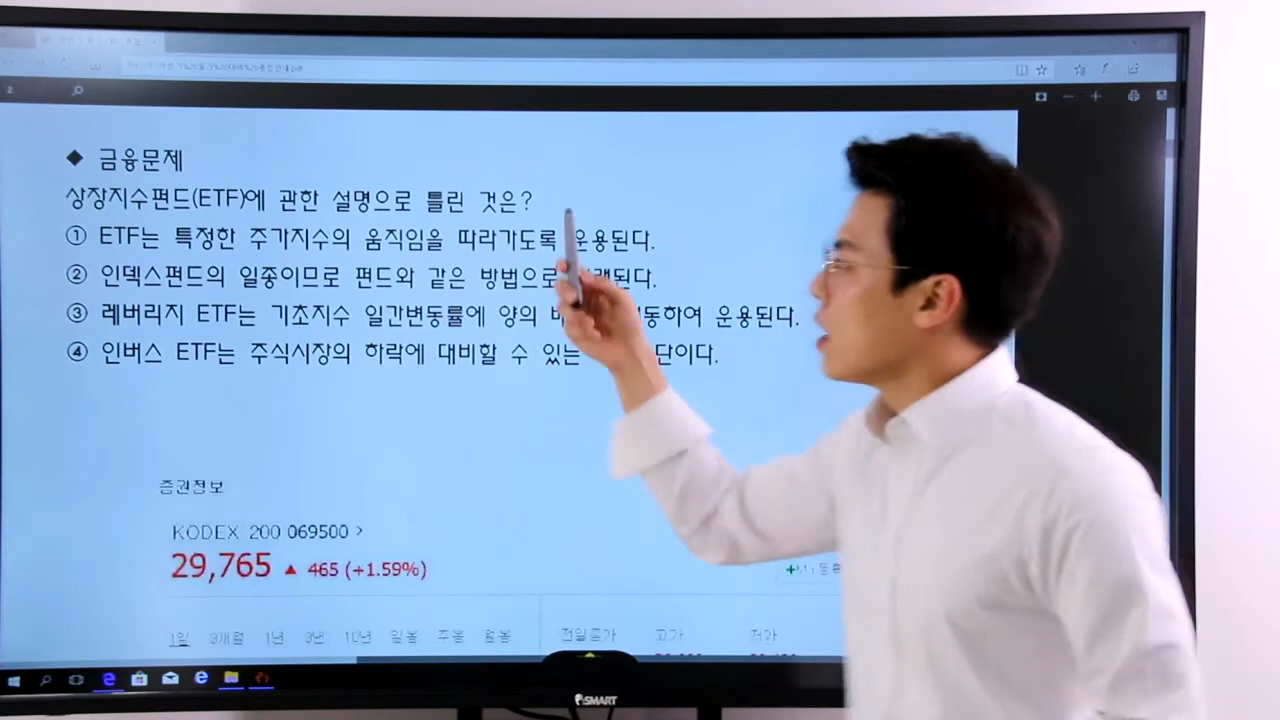 ◆ 금융문제
상장지수펀드(ETF)에 관한 설명으로 틀린 것은?
① ETF는 특정한 주가지수의 움직임을 따라가도록 운용된다.
② 인덱스펀드의 일종이므로 펀드와 같은 방법으로
③ 레버리지 ETF는 기초지수 일간변동률에 양의 운용된다.
④ 인버스 ETF는 주식시장의 하락에 대비할 수 있는
증권정보
KODEX 200 069500 >
29,765 ▲ 465 (+1.59%)
1일 3개월 1년 3년 10년 일봉 주봉 월봉 전일종가 고가 저가
SMART